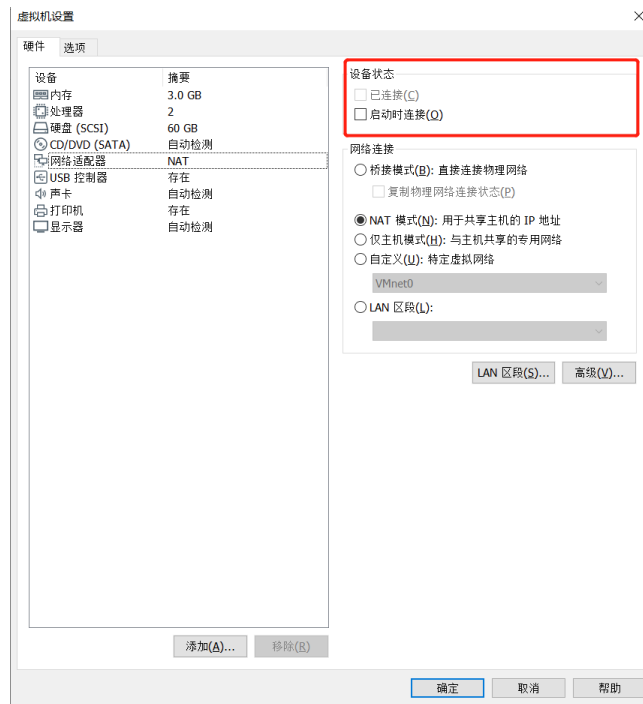 虚拟机设置
硬件 选项
设备 摘要
内存 3.0 GB
处理器 2
硬盘 (SCSI) 60 GB
CD/DVD (SATA) 自动检测
网络适配器 NAT
USB 控制器 存在
声卡 自动检测
打印机 存在
显示器 自动检测
添加(A)... 移除(R)
设备状态
已连接(C)
启动时连接(O)
网络连接
桥接模式(B): 直接连接物理网络
复制物理网络连接状态(P)
NAT 模式(N): 用于共享主机的 IP 地址
仅主机模式(H): 与主机共享的专用网络
自定义(U): 特定虚拟网络
VMnet0
LAN 区段(L):
LAN 区段(S)... 高级(V)...
确定 取消 帮助